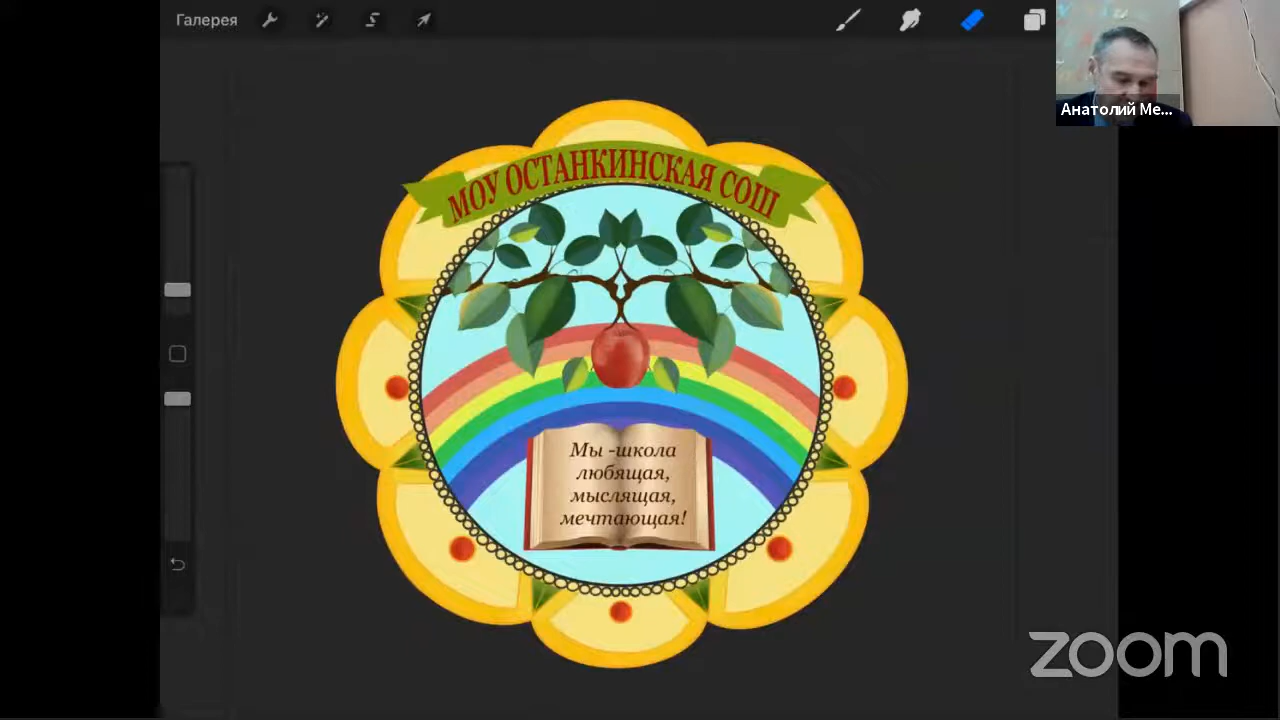 Галерея
Анатолий Ме...
МОУ ОСТАНКИНСКАЯ СОШ
Мы -школа
любящая,
мыслящая,
мечтающая!
zoom